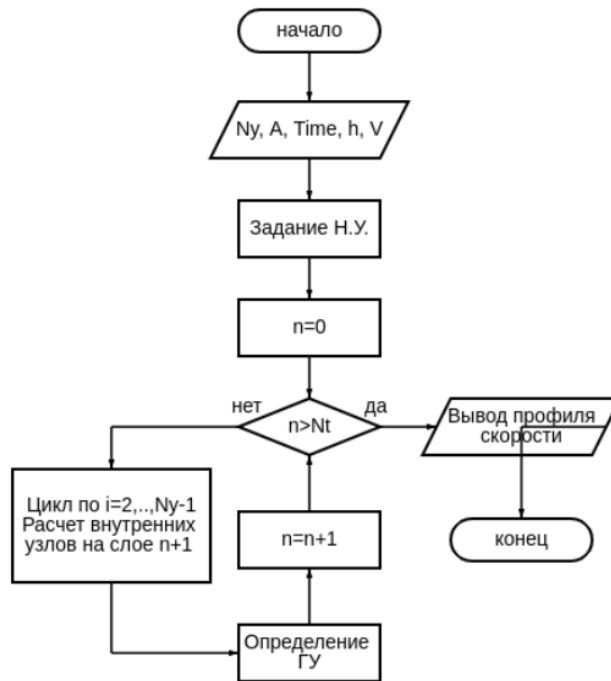 начало
Ny, A, Time, h, V
Задание Н.У.
n=0
нет
да
n>Nt
Вывод профиля
скорости
Цикл по i=2,..,Ny-1
Расчет внутренних
узлов на слое n+1
n=n+1
конец
Определение
ГУ